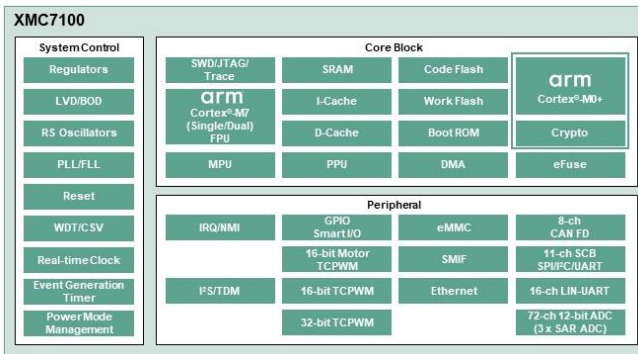 XMC7100
System Control
Regulators
LVD/BOD
RS Oscillators
PLL/FLL
Reset
WDT/CSV
Real-time Clock
Event Generation
Timer
Power Mode
Management
Core Block
SWD/JTAG/
Trace
arm
Cortex®-M7
(Single/Dual)
FPU
MPU
SRAM
I-Cache
D-Cache
PPU
Code Flash
Work Flash
Boot ROM
DMA
arm
Cortex®-M0+
Crypto
eFuse
Peripheral
IRQ/NMI
I²S/TDM
GPIO
Smart I/O
16-bit Motor
TCPWM
16-bit TCPWM
32-bit TCPWM
eMMC
SMIF
Ethernet
8-ch
CAN FD
11-ch SCB
SPI/I²C/UART
16-ch LIN-UART
72-ch 12-bit ADC
(3 x SAR ADC)